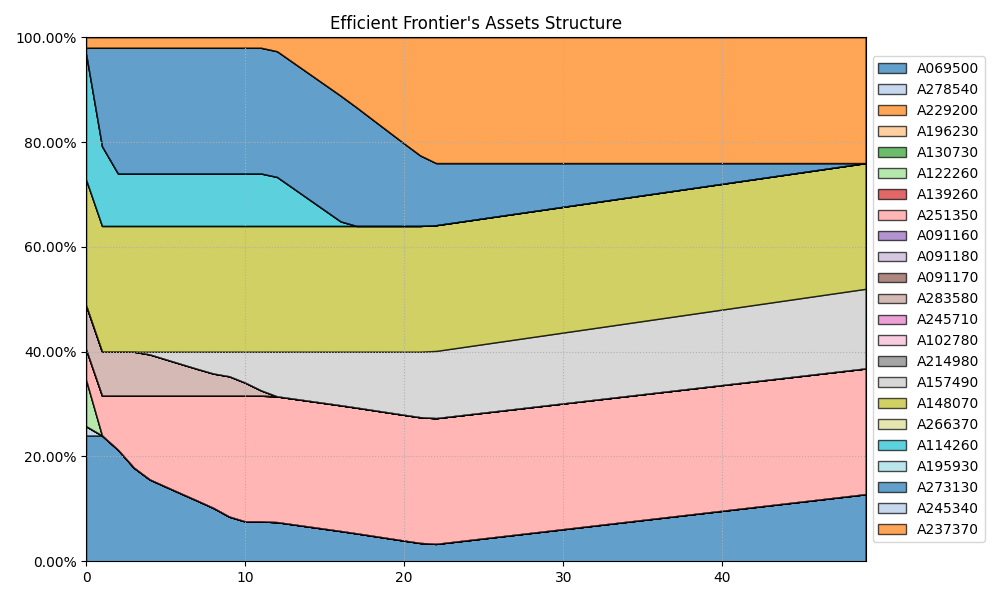 Efficient Frontier's Assets Structure
100.00%
80.00%
60.00%
40.00%
20.00%
0.00%
0
10
20
30
40
A069500
A278540
A229200
A196230
A130730
A122260
A139260
A251350
A091160
A091180
A091170
A283580
A245710
A102780
A214980
A157490
A148070
A266370
A114260
A195930
A273130
A245340
A237370